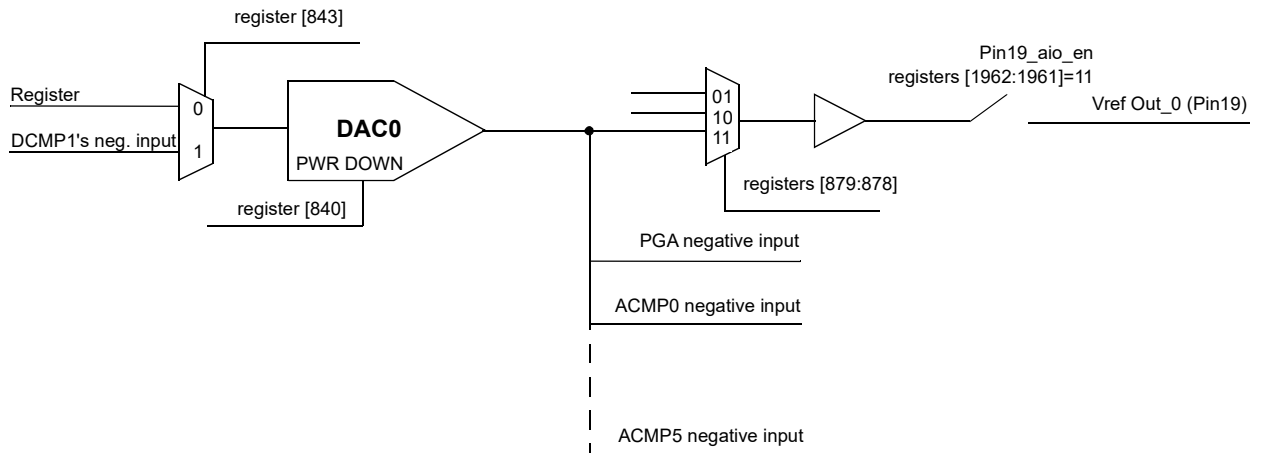 register [843]
Pin19_aio_en
registers [1962:1961]=11
Register
0
01
Vref Out_0 (Pin19)
10
DAC0
DCMP1's neg. input
1
11
PWR DOWN
registers [879:878]
register [840]
PGA negative input
ACMP0 negative input
ACMP5 negative input